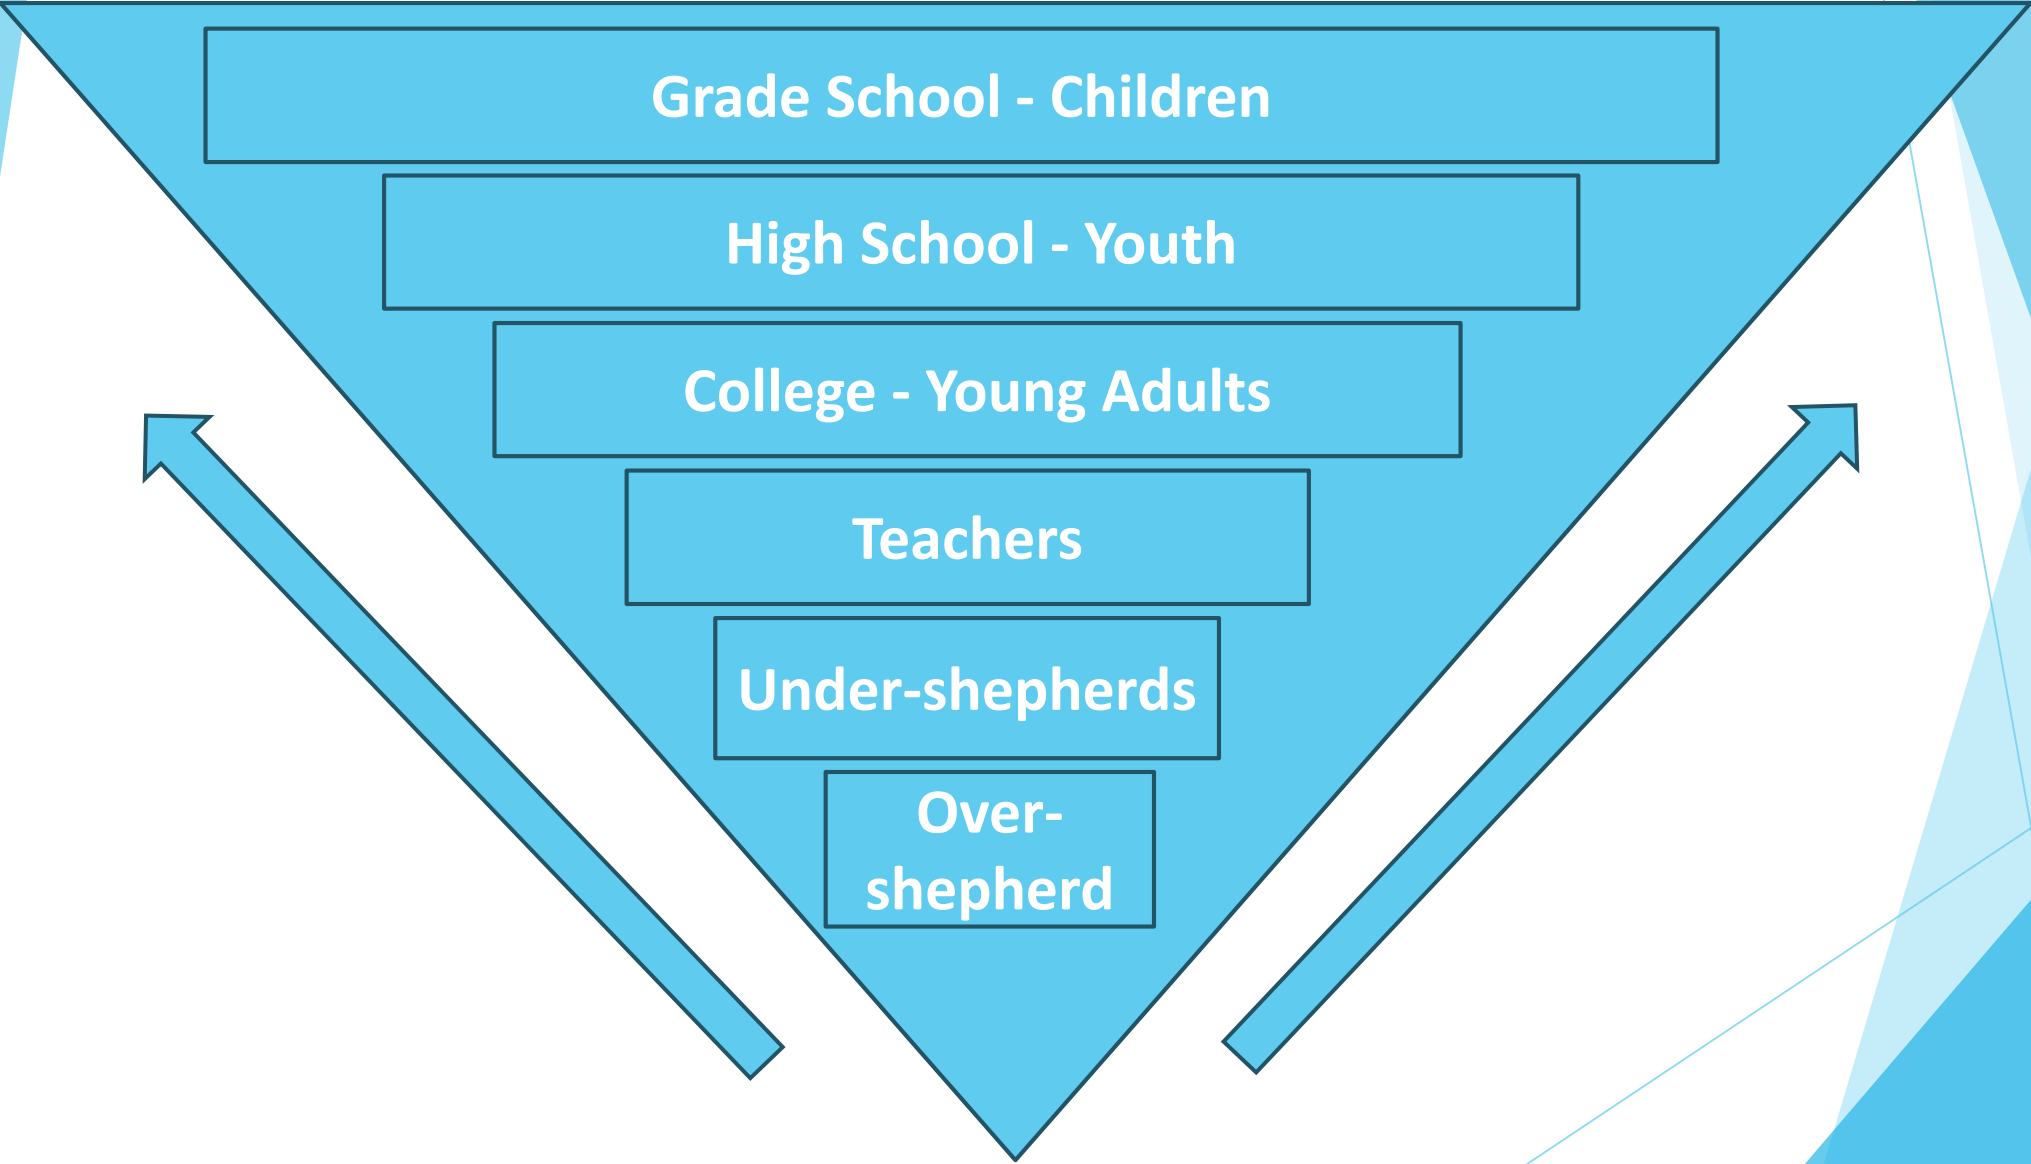 Grade School - Children
High School - Youth
College - Young Adults
Teachers
Under-shepherds
Over-
shepherd